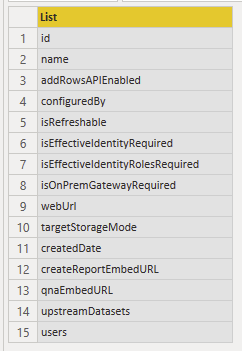 List
1 id
2 name
3 addRowsAPIEnabled
4 configuredBy
5 isRefreshable
6 isEffectiveIdentityRequired
7 isEffectiveIdentityRolesRequired
8 isOnPremGatewayRequired
9 webUrl
10 targetStorageMode
11 createdDate
12 createReportEmbedURL
13 qnaEmbedURL
14 upstreamDatasets
15 users